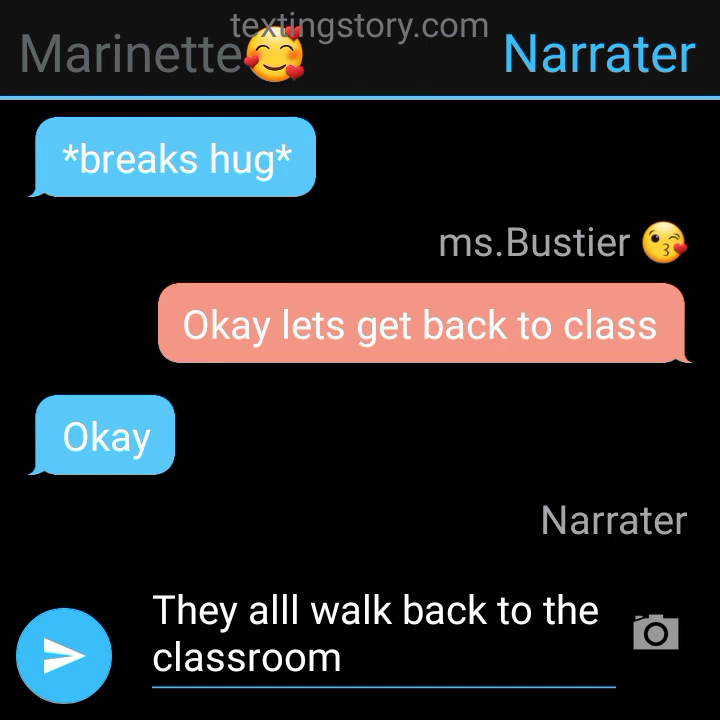 textingstory.com
Marinette🥰 Narrater
*breaks hug*
ms.Bustier 😘
Okay lets get back to class
Okay
Narrater
They alll walk back to the
classroom